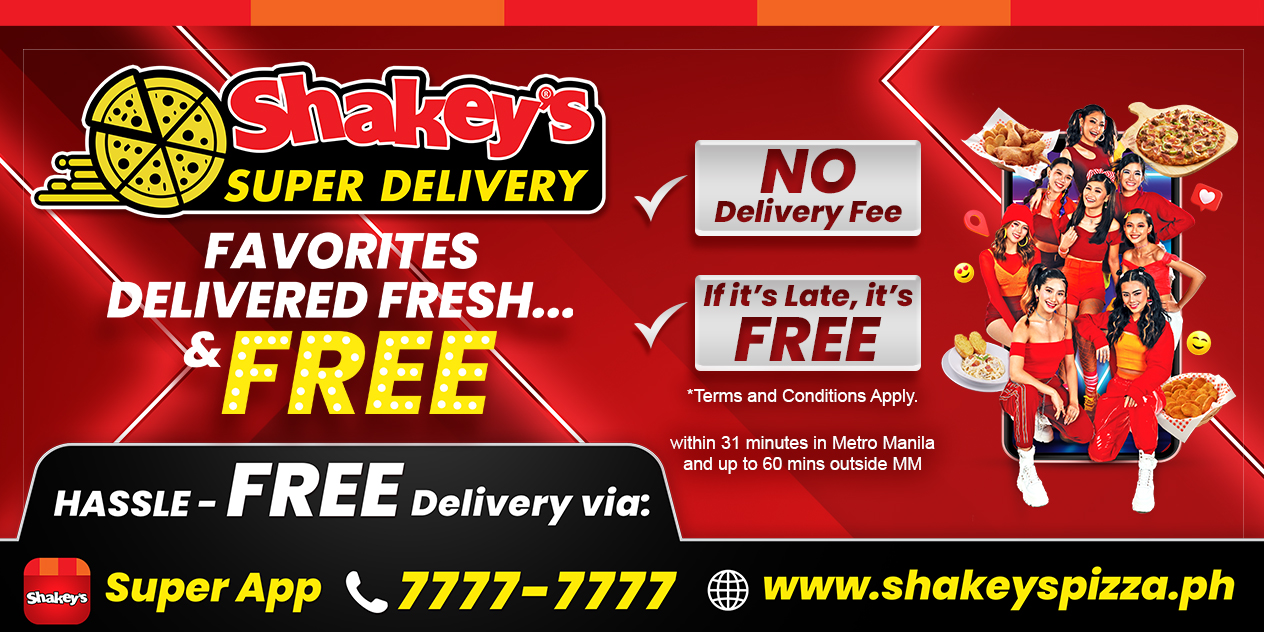 Shakey's®
SUPER DELIVERY
FAVORITES
DELIVERED FRESH...
& FREE
NO
Delivery Fee
If it's Late, it's
FREE
*Terms and Conditions Apply.
within 31 minutes in Metro Manila
and up to 60 mins outside MM
HASSLE - FREE Delivery via:
Shakey's
Super App
7777-7777
www.shakeyspizza.ph